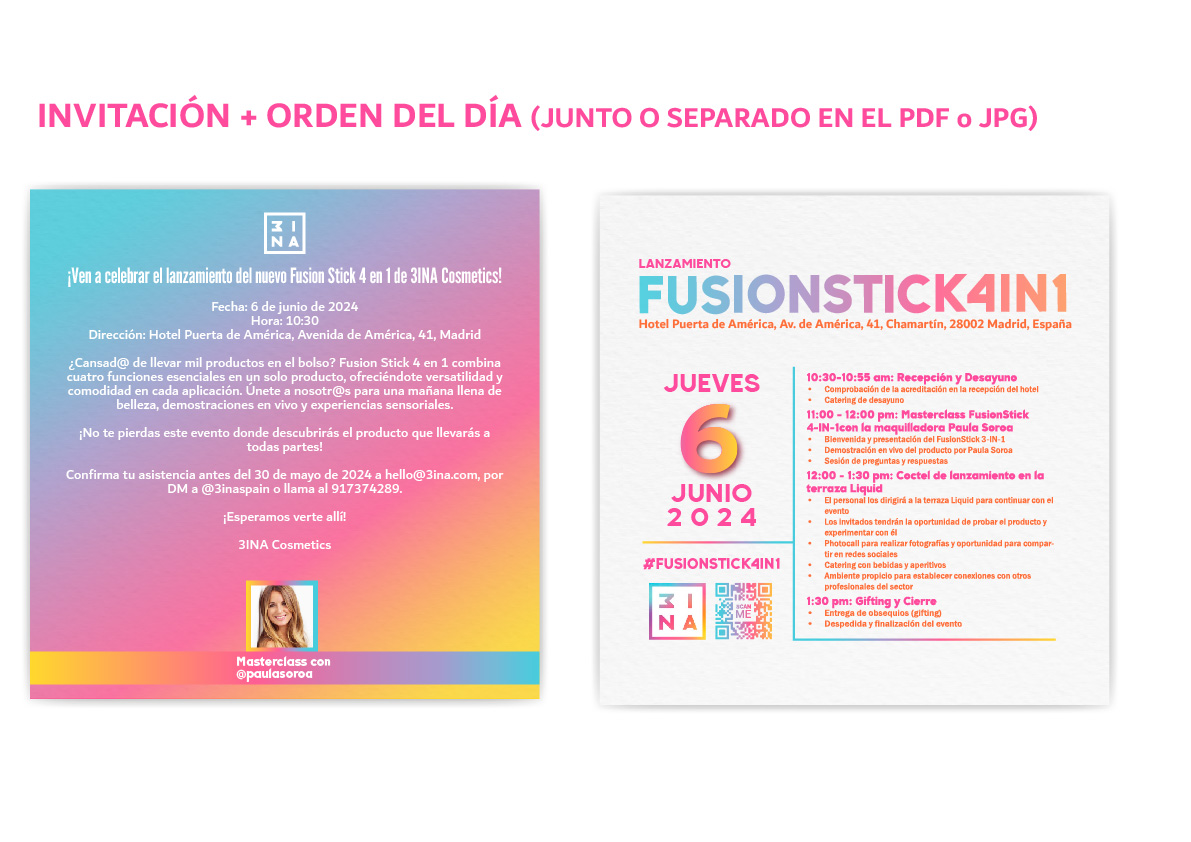 INVITACIÓN + ORDEN DEL DÍA (JUNTO O SEPARADO EN EL PDF o JPG)
3INA
¡Ven a celebrar el lanzamiento del nuevo Fusion Stick 4 en 1 de 3INA Cosmetics!
Fecha: 6 de junio de 2024
Hora: 10:30
Dirección: Hotel Puerta de América, Avenida de América, 41, Madrid
¿Cansad@ de llevar mil productos en el bolso? Fusion Stick 4 en 1 combina
cuatro funciones esenciales en un solo producto, ofreciéndote versatilidad y
comodidad en cada aplicación. Únete a nosotr@s para una mañana llena de
belleza, demostraciones en vivo y experiencias sensoriales.
¡No te pierdas este evento donde descubrirás el producto que llevarás a
todas partes!
Confirma tu asistencia antes del 30 de mayo de 2024 a hello@3ina.com, por
DM a @3inaspain o llama al 917374289.
¡Esperamos verte allí!
3INA Cosmetics
Masterclass con
@paulasoroa
LANZAMIENTO
FUSIONSTICK4IN1
Hotel Puerta de América, Av. de América, 41, Chamartín, 28002 Madrid, España
JUEVES
6
JUNIO
2024
#FUSIONSTICK4IN1
3INA
SCAN
ME
10:30-10:55 am: Recepción y Desayuno
• Comprobación de la acreditación en la recepción del hotel
• Catering de desayuno
11:00 - 12:00 pm: Masterclass FusionStick
4-IN-1con la maquilladora Paula Soroa
• Bienvenida y presentación del FusionStick 3-IN-1
• Demostración en vivo del producto por Paula Soroa
• Sesión de preguntas y respuestas
12:00 - 1:30 pm: Coctel de lanzamiento en la
terraza Liquid
• El personal los dirigirá a la terraza Liquid para continuar con el
evento
• Los invitados tendrán la oportunidad de probar el producto y
experimentar con él
• Photocall para realizar fotografías y oportunidad para compar-
tir en redes sociales
• Catering con bebidas y aperitivos
• Ambiente propicio para establecer conexiones con otros
profesionales del sector
1:30 pm: Gifting y Cierre
• Entrega de obsequios (gifting)
• Despedida y finalización del evento